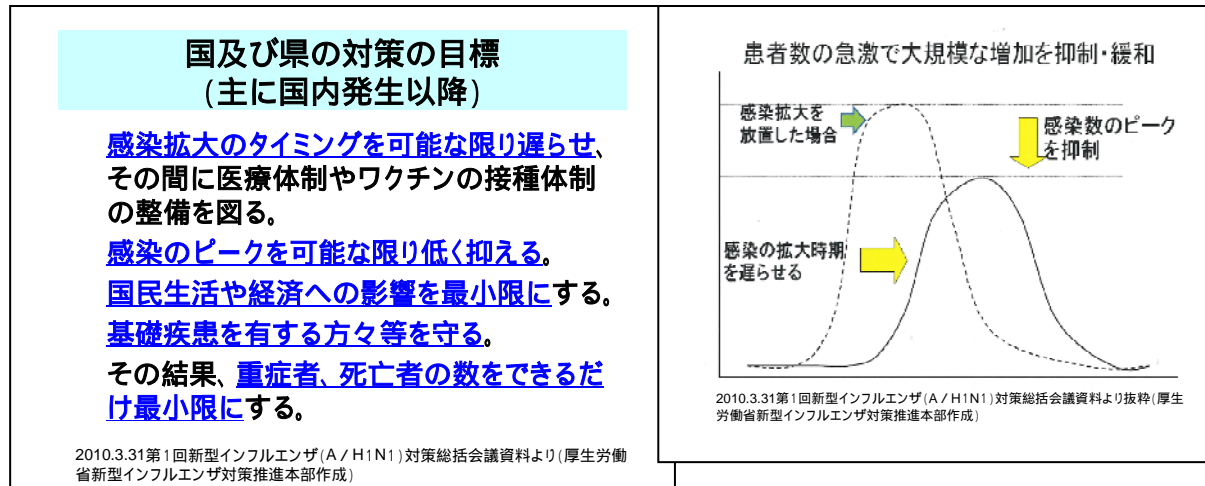 国及び県の対策の目標
(主に国内発生以降)
感染拡大のタイミングを可能な限り遅らせ、
その間に医療体制やワクチンの接種体制
の整備を図る。
感染のピークを可能な限り低く抑える。
国民生活や経済への影響を最小限にする。
基礎疾患を有する方々等を守る。
その結果、重症者、死亡者の数をできるだ
け最小限にする。
2010.3.31第1回新型インフルエンザ(A/H1N1)対策総括会議資料より(厚生労働
省新型インフルエンザ対策推進本部作成)
患者数の急激で大規模な増加を抑制・緩和
感染拡大を
放置した場合
感染数のピーク
を抑制
感染の拡大時期
を遅らせる
2010.3.31第1回新型インフルエンザ(A/H1N1)対策総括会議資料より抜粋(厚生
労働省新型インフルエンザ対策推進本部作成)